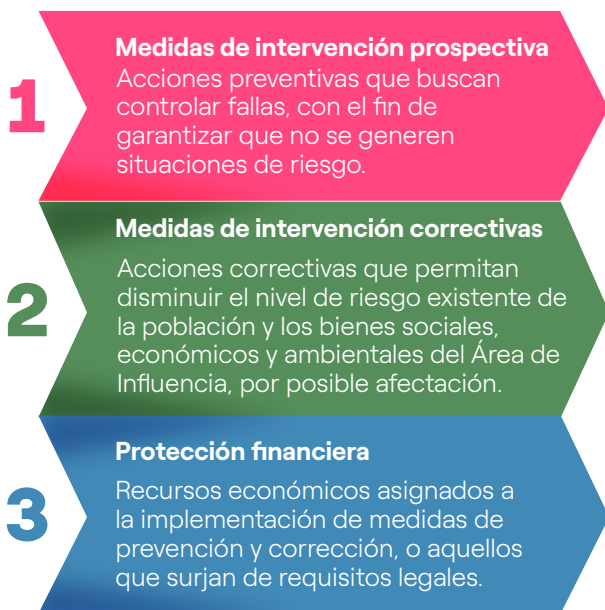 1
Medidas de intervención prospectiva
Acciones preventivas que buscan
controlar fallas, con el fin de
garantizar que no se generen
situaciones de riesgo.
2
Medidas de intervención correctivas
Acciones correctivas que permitan
disminuir el nivel de riesgo existente de
la población y los bienes sociales,
económicos y ambientales del Área de
Influencia, por posible afectación.
3
Protección financiera
Recursos económicos asignados a
la implementación de medidas de
prevención y corrección, o aquellos
que surjan de requisitos legales.